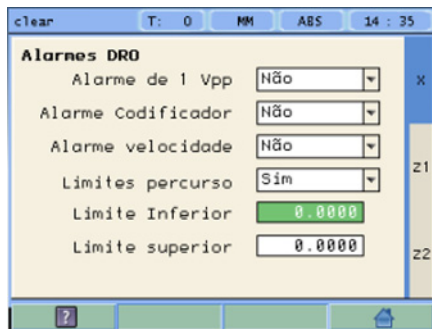 clear T: 0 MM ABS 14 : 35
Alarmes DRO
Alarme de 1 Vpp Não
Alarme Codificador Não
Alarme velocidade Não
Limites percurso Sim
Limite Inferior 0.0000
Limite superior 0.0000
X
Z1
Z2
?